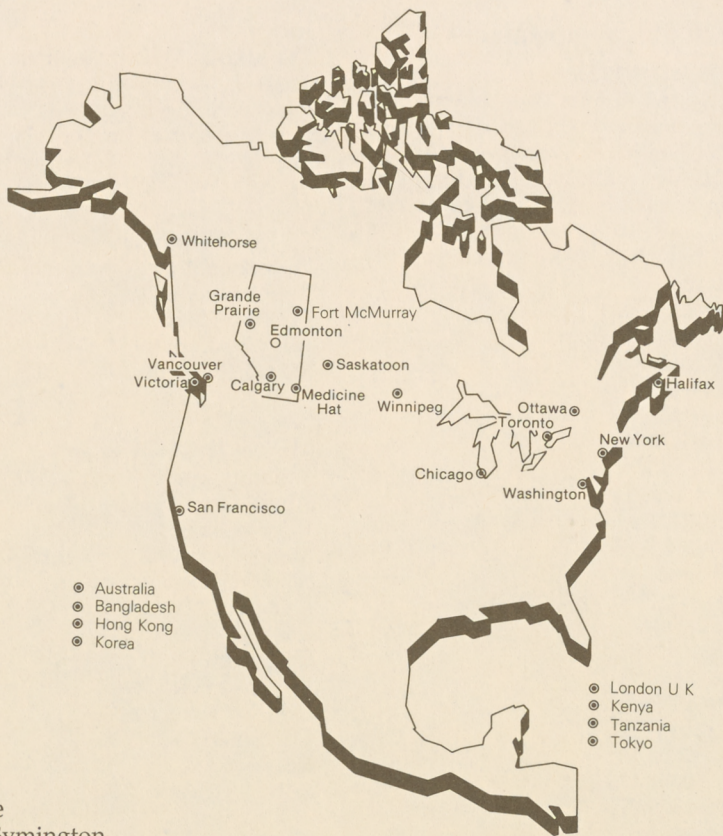 Whitehorse
Grande
Prairie
Fort McMurray
Edmonton
Vancouver
Victoria
Calgary
Saskatoon
Medicine
Hat
Winnipeg
Ottawa
Toronto
Halifax
New York
Chicago
Washington
San Francisco
Australia
Bangladesh
Hong Kong
Korea
London U K
Kenya
Tanzania
Tokyo